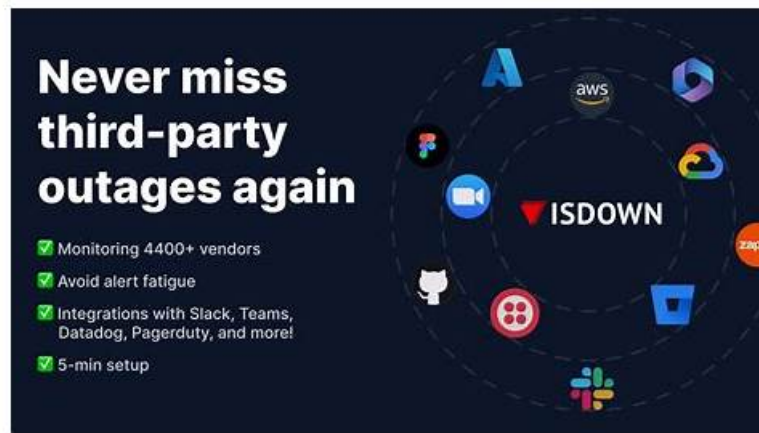 Never miss
third-party
outages again
Monitoring 4400+ vendors
Avoid alert fatigue
Integrations with Slack, Teams,
Datadog, Pagerduty, and more!
5-min setup
aws
ISDOWN
zap